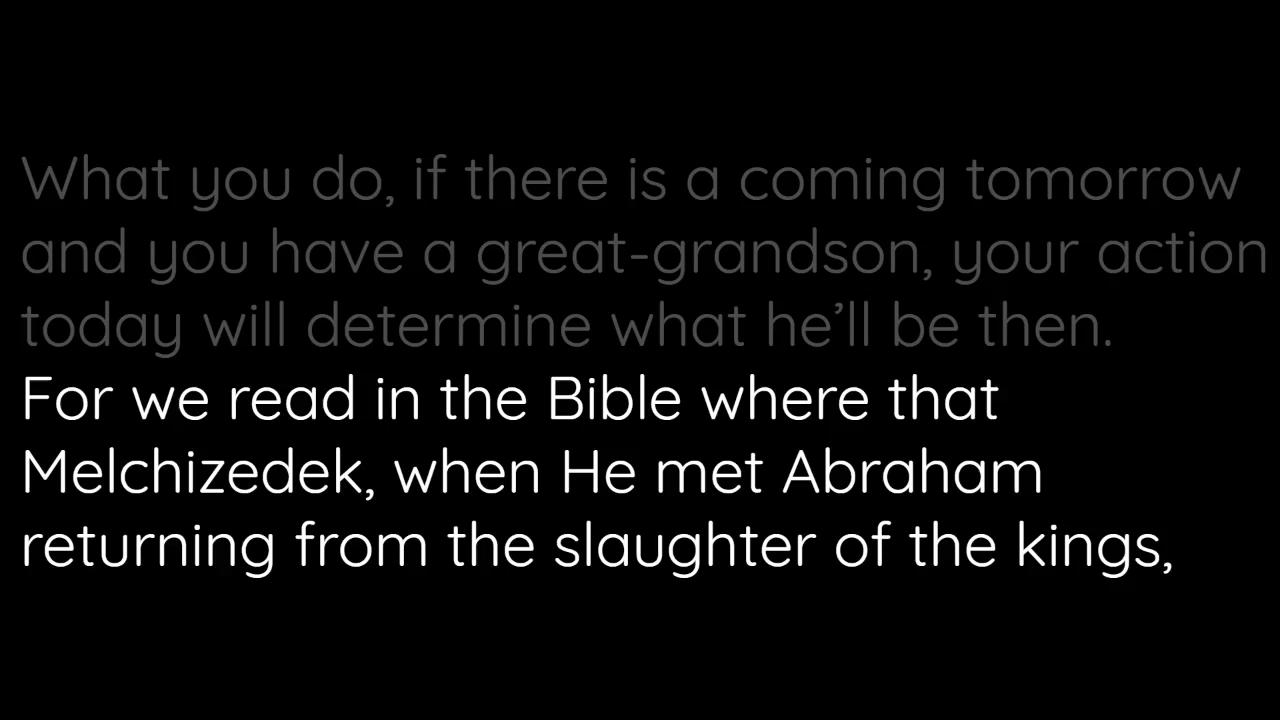 What you do, if there is a coming tomorrow
and you have a great-grandson, your action
today will determine what he’ll be then.
For we read in the Bible where that
Melchizedek, when He met Abraham
returning from the slaughter of the kings,